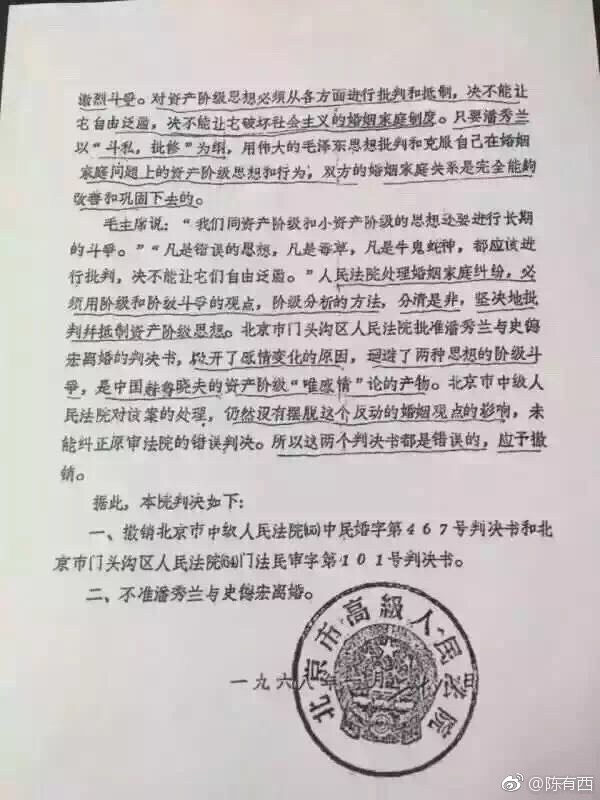 激烈斗争。对资产阶级思想必须从各方面进行批判和抵制，决不能让
它自由泛滥，决不能让它破坏社会主义的婚姻家庭制度。只要潘秀兰
以“斗私，批修”为纲，用伟大的毛泽东思想批判和克服自己在婚姻
家庭问题上的资产阶级思想和行为，双方的婚姻家庭关系是完全能够
改善和巩固下去的。
毛主席说：“我们同资产阶级和小资产阶级的思想还要进行长期
的斗争。”“凡是错误的思想，凡是毒草，凡是牛鬼蛇神，都应该进
行批判，决不能让它们自由泛滥。”人民法院处理婚姻家庭纠纷，必
须用阶级和阶级斗争的观点，阶级分析的方法，分清是非，坚决地批
判并抵制资产阶级思想。北京市门头沟区人民法院批准潘秀兰与史德
宏离婚的判决书，撇开了感情变化的原因，迴避了两种思想的阶级斗
争，是中国赫鲁晓夫的资产阶级“唯感情”论的产物。北京市中级人
民法院对该案的处理，仍然没有摆脱这个反动的婚姻观点的影响，未
能纠正原审法院的错误判决。所以这两个判决书都是错误的，应予撤
销。
据此，本院判决如下：
一、撤销北京市中级人民法院中民婚字第467号判决书和北
京市门头沟区人民法院(64)门法民审字第101号判决书。
二、不准潘秀兰与史德宏离婚。
北京市高級人民法院
一九六八年 月 日
@陈有西